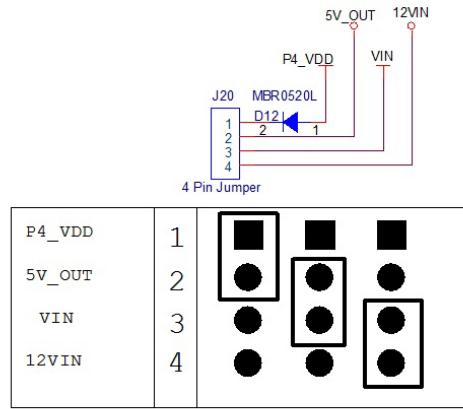 5V_OUT 12VIN
P4_VDD VIN
J20 MBR0520L
D12
1 2 1
2
3
4
4 Pin Jumper
P4_VDD 1
5V_OUT 2
VIN 3
12VIN 4